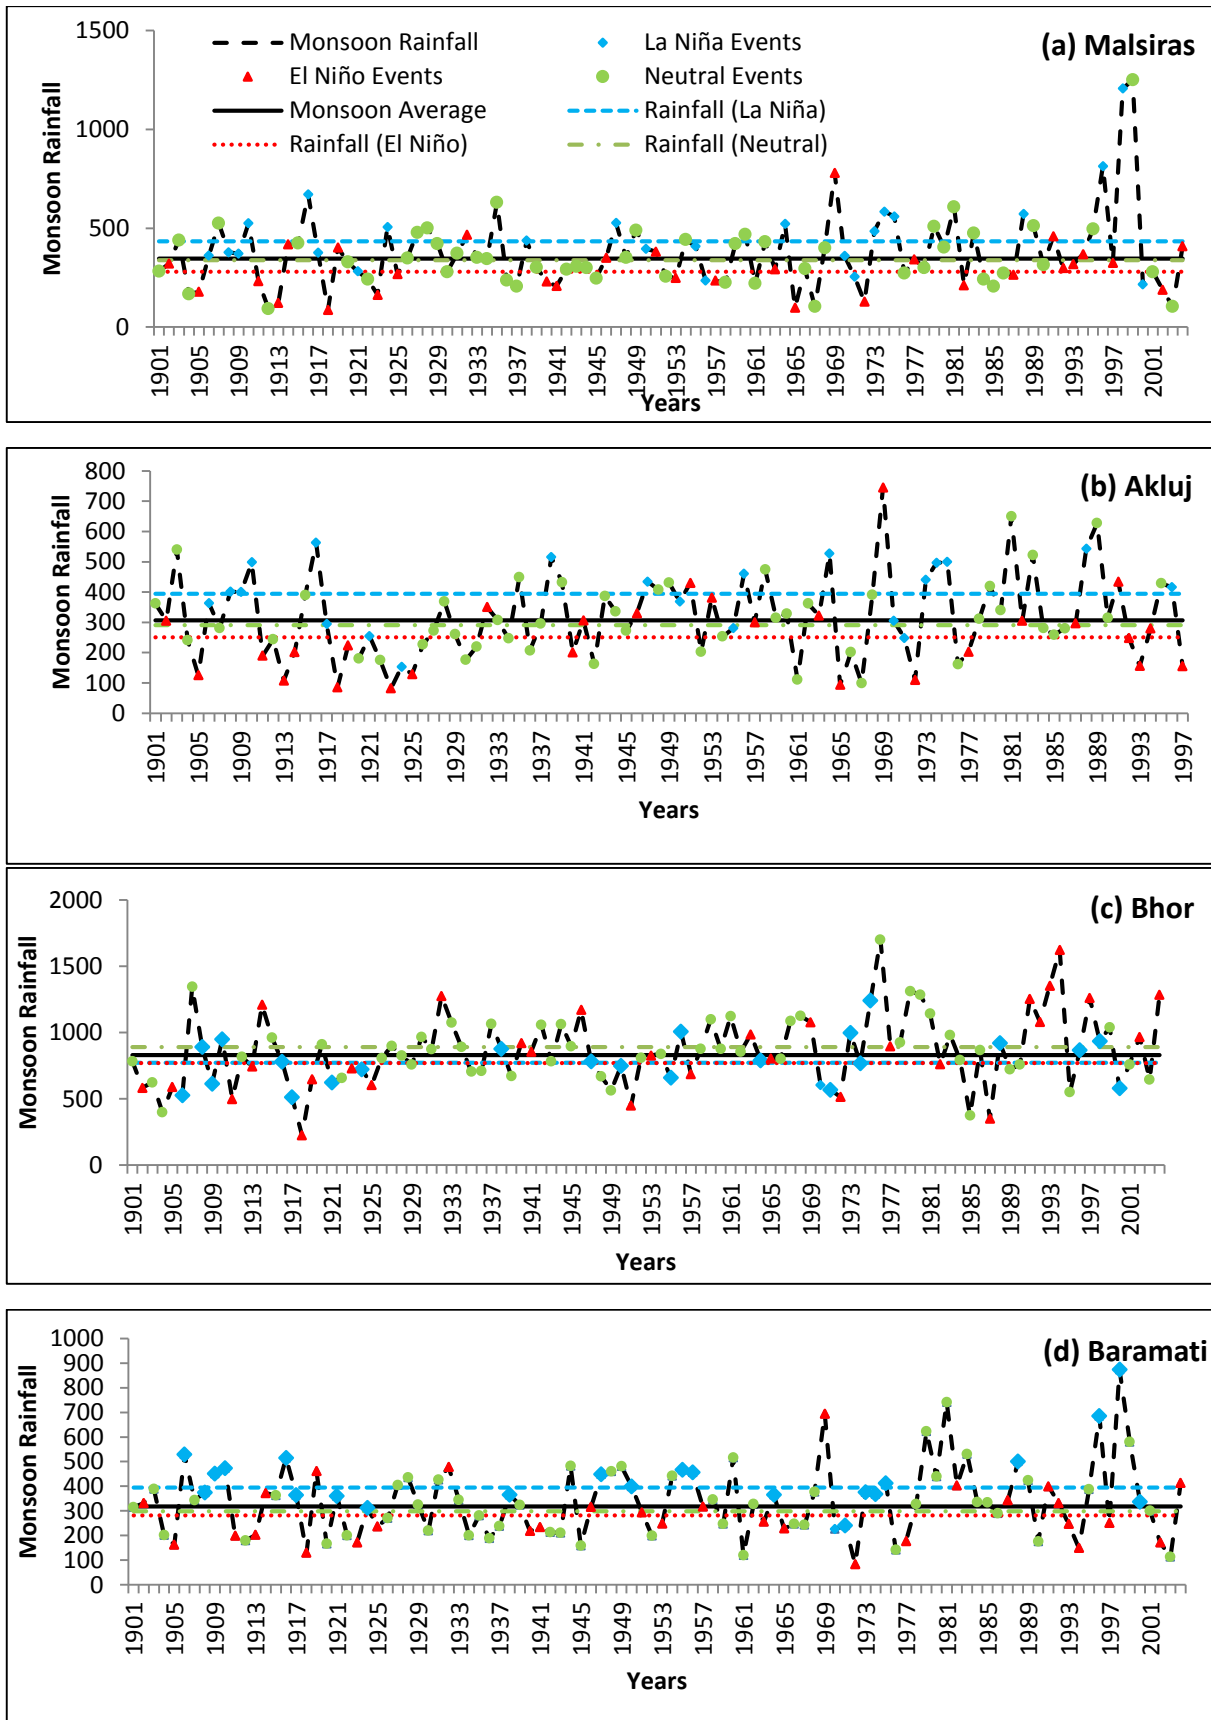 (a) Malsiras
Monsoon Rainfall
La Niña Events
El Niño Events
Neutral Events
Monsoon Average
Rainfall (La Niña)
Rainfall (El Niño)
Rainfall (Neutral)
Monsoon Rainfall
1500
1000
500
0
1901 1905 1909 1913 1917 1921 1925 1929 1933 1937 1941 1945 1949 1953 1957 1961 1965 1969 1973 1977 1981 1985 1989 1993 1997 2001
Years
(b) Akluj
Monsoon Rainfall
800
700
600
500
400
300
200
100
0
1901 1905 1909 1913 1917 1921 1925 1929 1933 1937 1941 1945 1949 1953 1957 1961 1965 1969 1973 1977 1981 1985 1989 1993 1997
Years
(c) Bhor
Monsoon Rainfall
2000
1500
1000
500
0
1901 1905 1909 1913 1917 1921 1925 1929 1933 1937 1941 1945 1949 1953 1957 1961 1965 1969 1973 1977 1981 1985 1989 1993 1997 2001
Years
(d) Baramati
Monsoon Rainfall
1000
900
800
700
600
500
400
300
200
100
0
1901 1905 1909 1913 1917 1921 1925 1929 1933 1937 1941 1945 1949 1953 1957 1961 1965 1969 1973 1977 1981 1985 1989 1993 1997 2001
Years